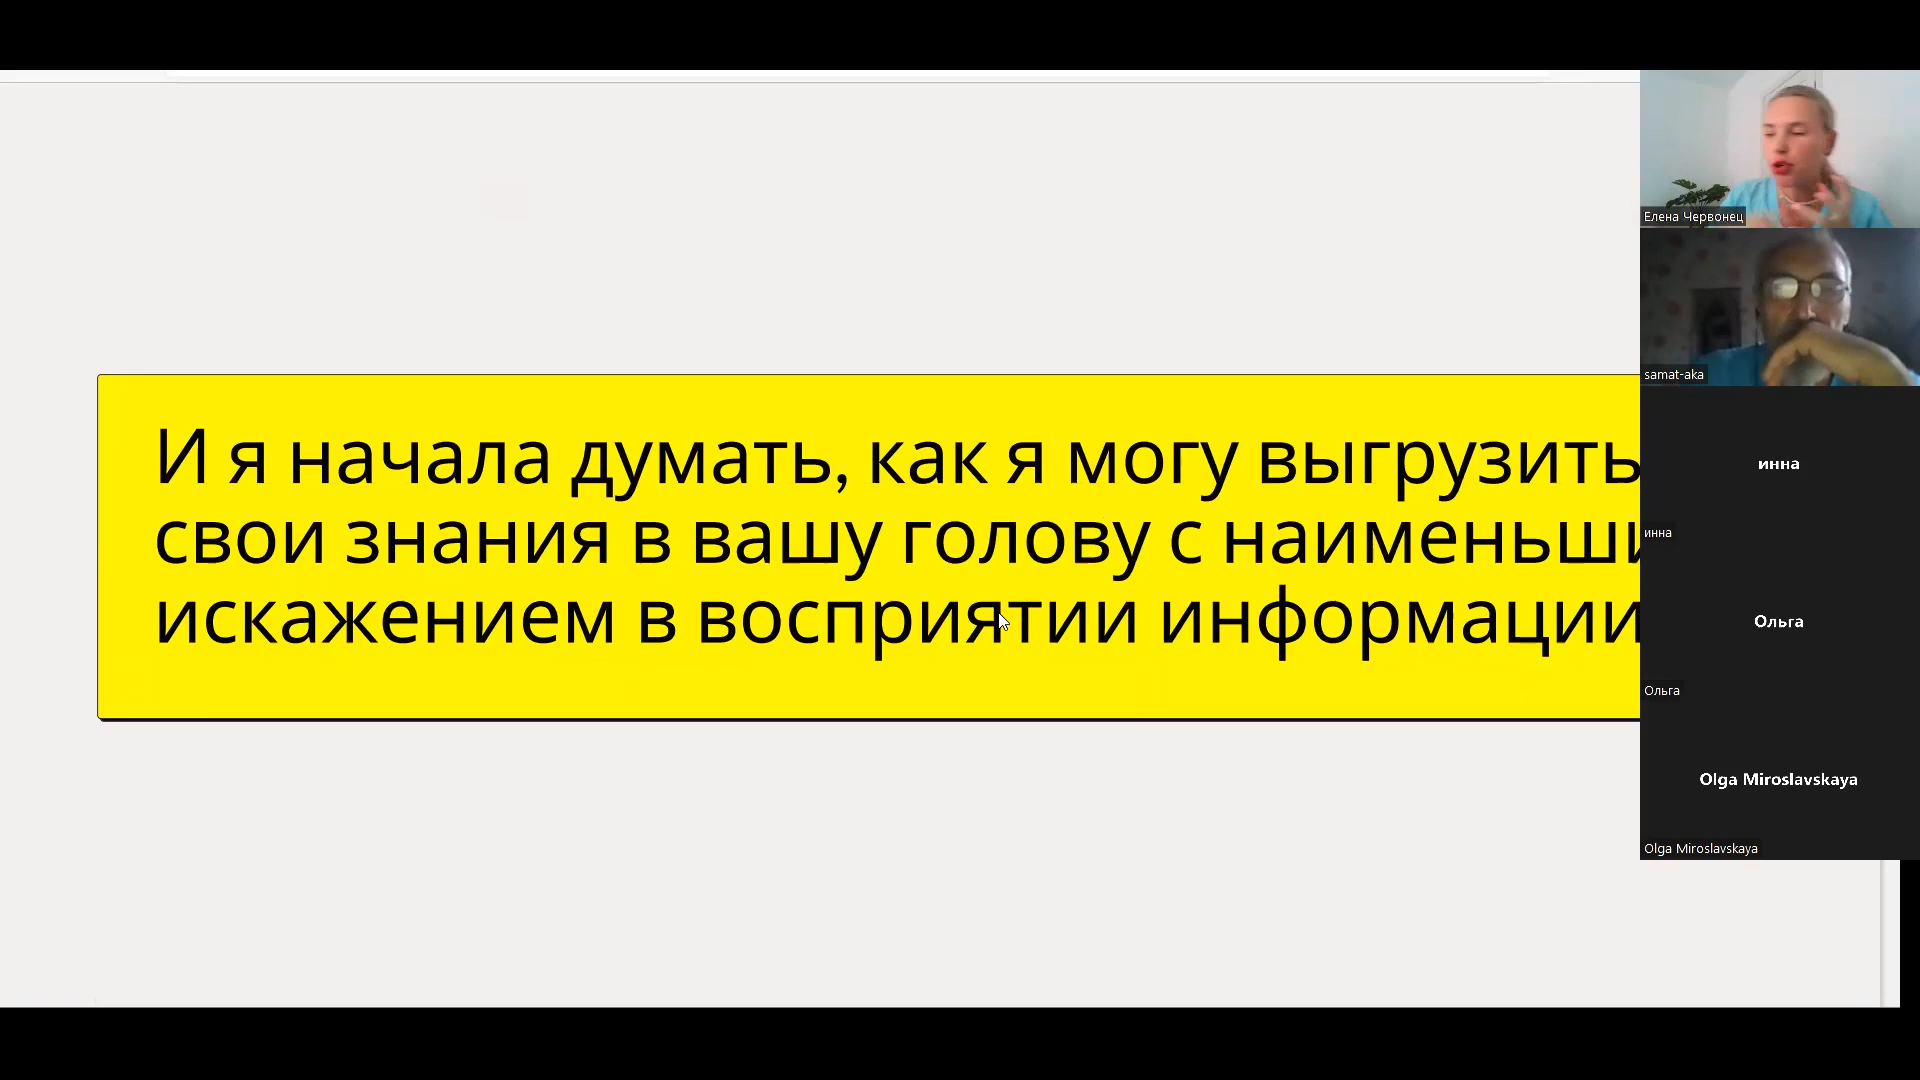 И я начала думать, как я могу выгрузить
свои знания в вашу голову с
искажением в восприятии информации
Елена Червонец
samat-aka
инна
инна
Ольга
Ольга
Olga Miroslavskaya
Olga Miroslavskaya